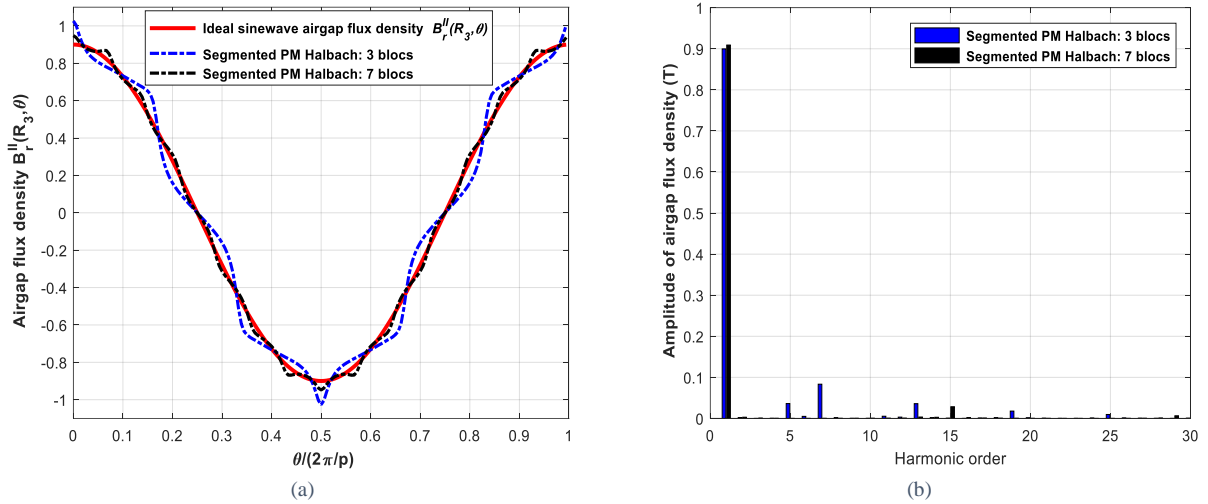 Ideal sinewave airgap flux density B_r^II(R_3,θ)
Segmented PM Halbach: 3 blocs
Segmented PM Halbach: 7 blocs
Airgap flux density B_r^II(R_3,θ)
1
0.8
0.6
0.4
0.2
0
-0.2
-0.4
-0.6
-0.8
-1
0 0.1 0.2 0.3 0.4 0.5 0.6 0.7 0.8 0.9 1
θ/(2π/p)
(a)
Segmented PM Halbach: 3 blocs
Segmented PM Halbach: 7 blocs
Amplitude of airgap flux density (T)
1
0.9
0.8
0.7
0.6
0.5
0.4
0.3
0.2
0.1
0
0 5 10 15 20 25 30
Harmonic order
(b)